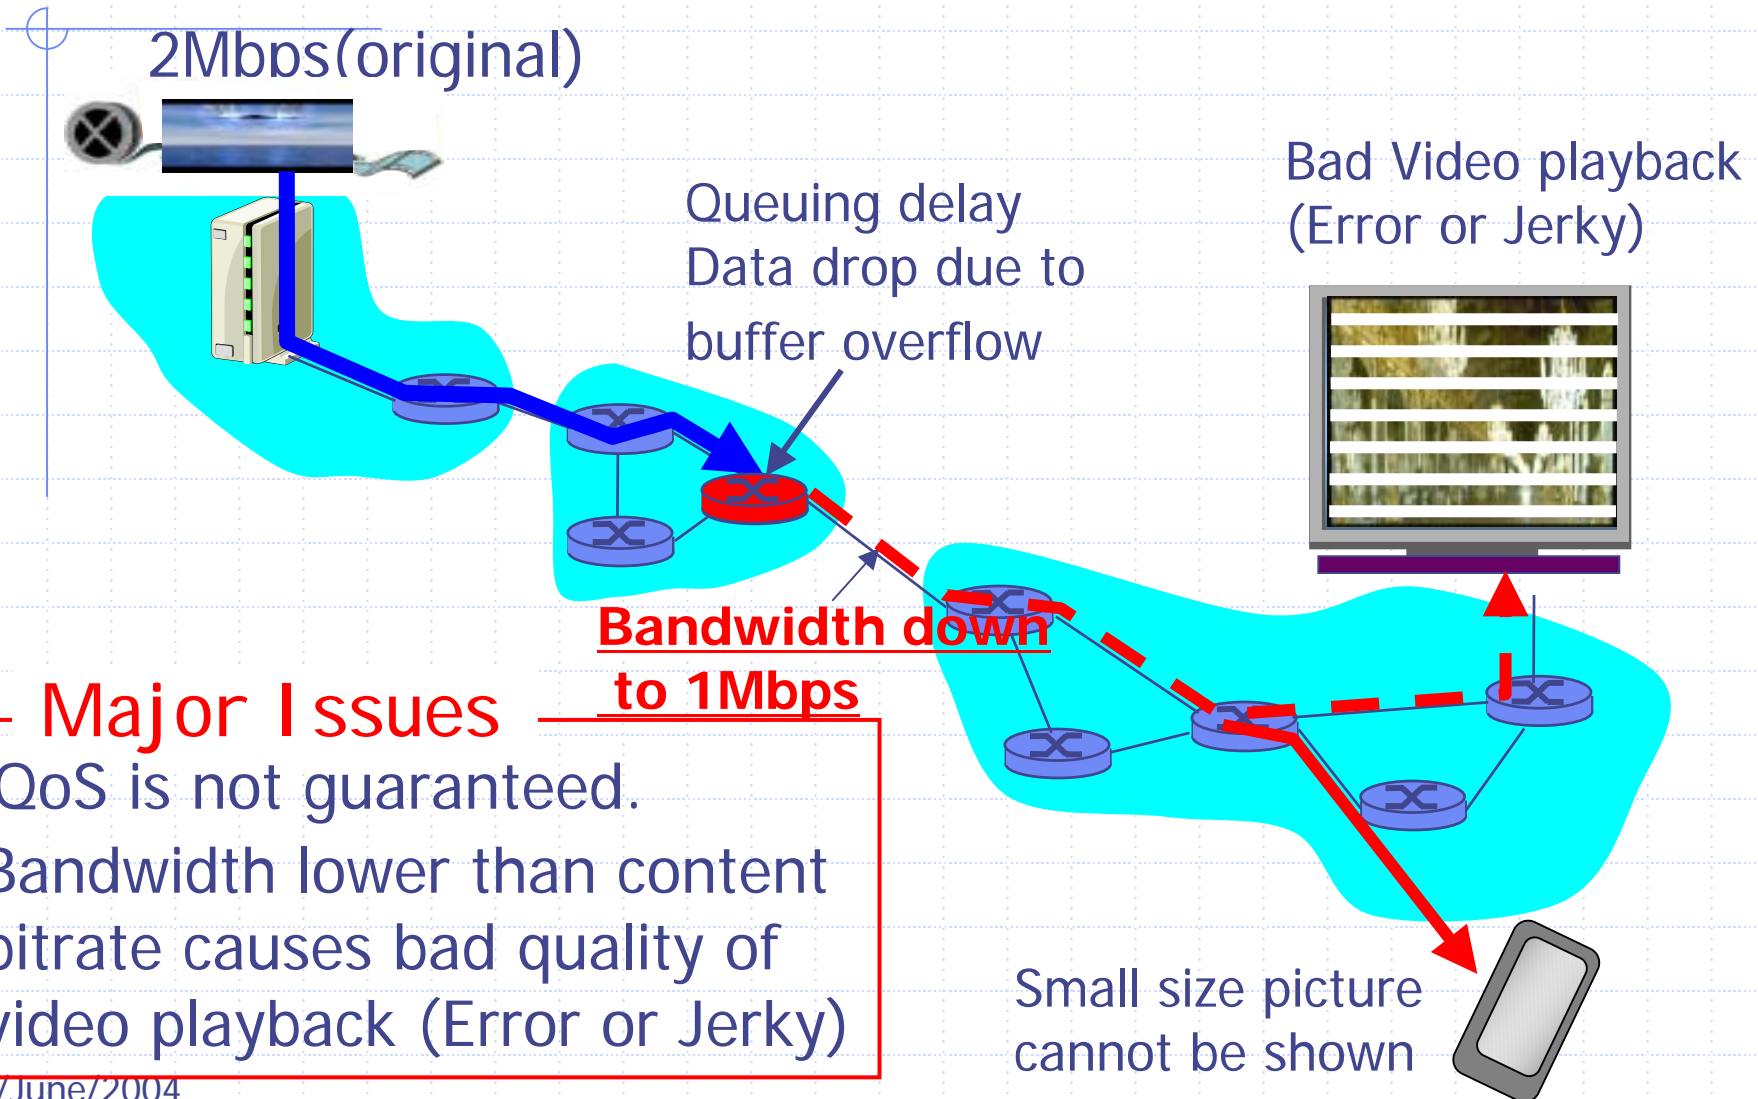 2Mbps(original)
Queuing delay
Data drop due to
buffer overflow
Bad Video playback
(Error or Jerky)
Bandwidth down
to 1Mbps
Major Issues
QoS is not guaranteed.
Bandwidth lower than content
bitrate causes bad quality of
video playback (Error or Jerky)
Small size picture
cannot be shown
/June/2004